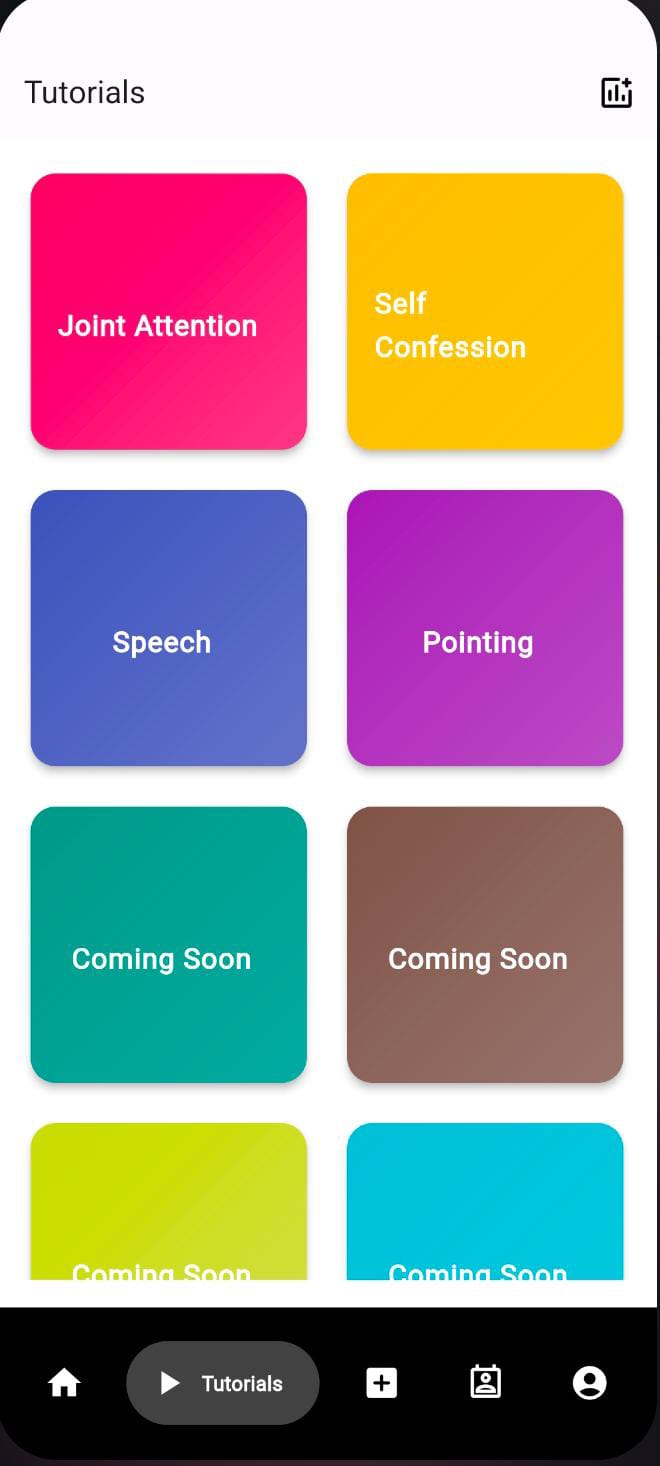 Tutorials
Joint Attention
Self
Confession
Speech
Pointing
Coming Soon
Coming Soon
Coming Soon
Coming Soon
Tutorials